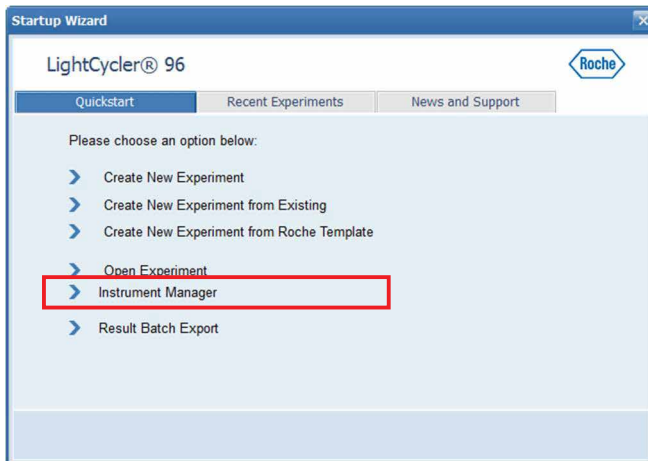 Startup Wizard
LightCycler® 96
Roche
Quickstart
Recent Experiments
News and Support
Please choose an option below:
Create New Experiment
Create New Experiment from Existing
Create New Experiment from Roche Template
Open Experiment
Instrument Manager
Result Batch Export